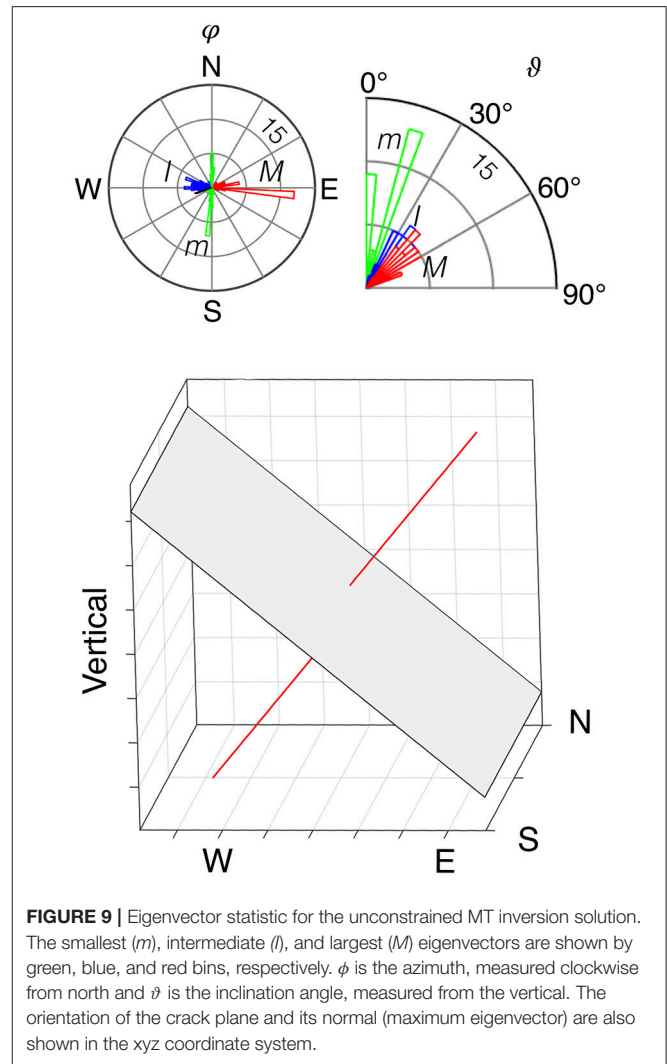 φ
N
W
E
S
15
l
M
m
ϑ
0°
30°
60°
90°
15
m
l
M
Vertical
N
S
W
E
FIGURE 9 | Eigenvector statistic for the unconstrained MT inversion solution.
The smallest (m), intermediate (l), and largest (M) eigenvectors are shown by
green, blue, and red bins, respectively. ϕ is the azimuth, measured clockwise
from north and ϑ is the inclination angle, measured from the vertical. The
orientation of the crack plane and its normal (maximum eigenvector) are also
shown in the xyz coordinate system.